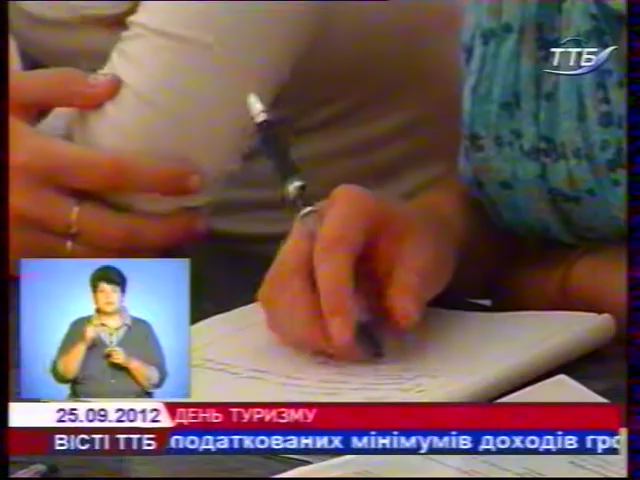 ТТБ
25.09.2012 ДЕНЬ ТУРИЗМУ
ВІСТІ ТТБ податкованих мінімумів доходів гро